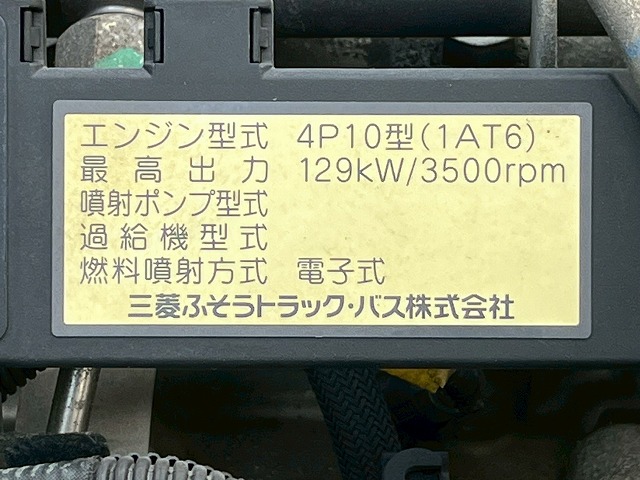 エンジン型式 4P10型(1AT6)
最高出力 129kW/3500rpm
噴射ポンプ型式
過給機型式
燃料噴射方式 電子式
三菱ふそうトラック・バス株式会社